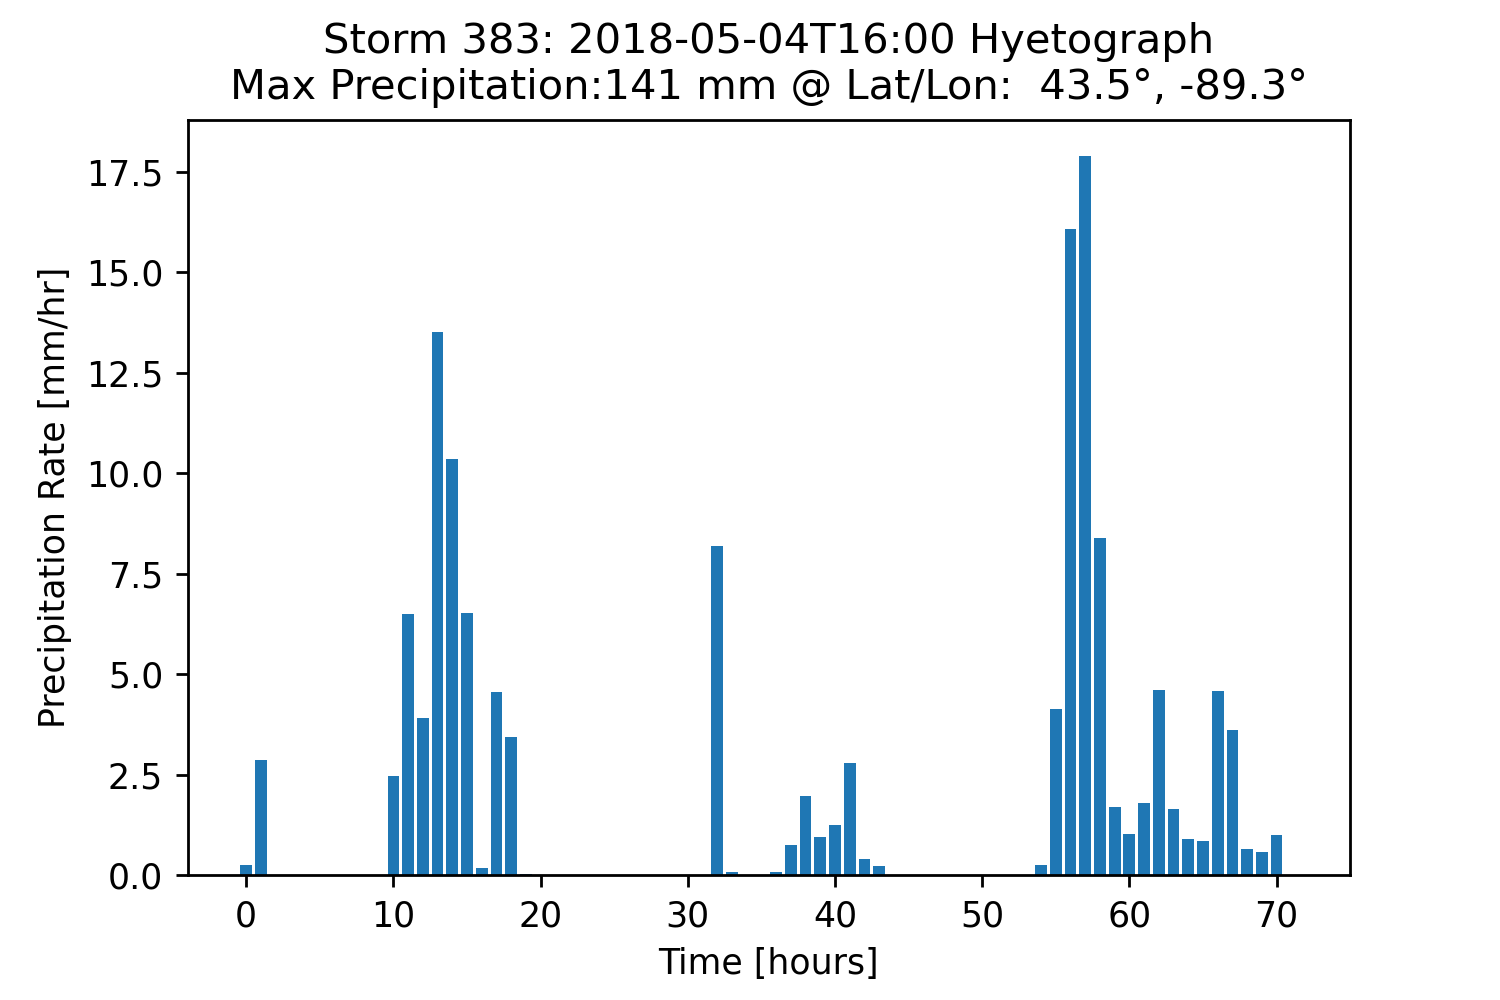 Storm 383: 2018-05-04T16:00 Hyetograph
Max Precipitation:141 mm @ Lat/Lon:  43.5°, -89.3°
Precipitation Rate [mm/hr]
17.5
15.0
12.5
10.0
7.5
5.0
2.5
0.0
0 10 20 30 40 50 60 70
Time [hours]